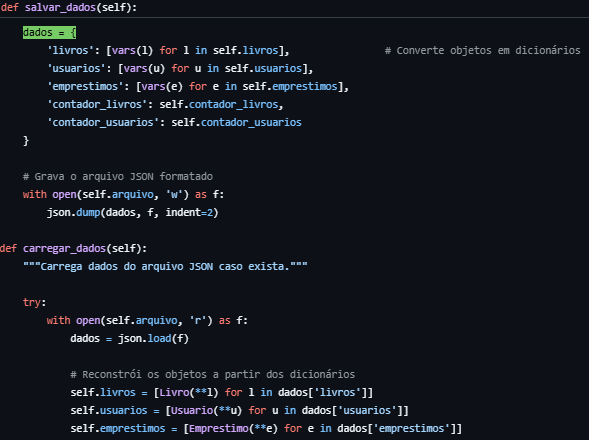 def salvar_dados(self):
dados = {
'livros': [vars(l) for l in self.livros], # Converte objetos em dicionários
'usuarios': [vars(u) for u in self.usuarios],
'emprestimos': [vars(e) for e in self.emprestimos],
'contador_livros': self.contador_livros,
'contador_usuarios': self.contador_usuarios
}
# Grava o arquivo JSON formatado
with open(self.arquivo, 'w') as f:
json.dump(dados, f, indent=2)
def carregar_dados(self):
"""Carrega dados do arquivo JSON caso exista."""
try:
with open(self.arquivo, 'r') as f:
dados = json.load(f)
# Reconstrói os objetos a partir dos dicionários
self.livros = [Livro(**l) for l in dados['livros']]
self.usuarios = [Usuario(**u) for u in dados['usuarios']]
self.emprestimos = [Emprestimo(**e) for e in dados['emprestimos']]